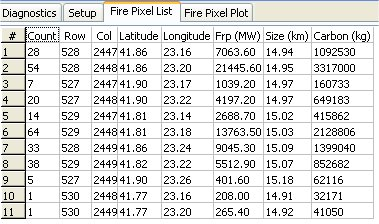 Diagnostics Setup Fire Pixel List Fire Pixel Plot
# Count Row Col Latitude Longitude Frp (MW) Size (km) Carbon (kg)
1 28 528 2447 41.86 23.16 7063.60 14.94 1092530
2 54 528 2448 41.86 23.20 21445.60 14.95 3317000
3 7 527 2447 41.90 23.17 1039.20 14.97 160733
4 20 527 2448 41.90 23.22 4197.20 14.97 649183
5 14 529 2447 41.81 23.14 2688.70 15.02 415862
6 64 529 2448 41.81 23.18 13763.50 15.03 2128806
7 33 528 2449 41.86 23.24 9045.30 15.09 1399040
8 38 529 2449 41.82 23.22 5512.90 15.07 852682
9 5 527 2449 41.90 23.26 401.60 15.18 62116
10 1 530 2448 41.77 23.16 208.00 14.91 32171
11 1 530 2449 41.77 23.20 265.40 14.92 41050